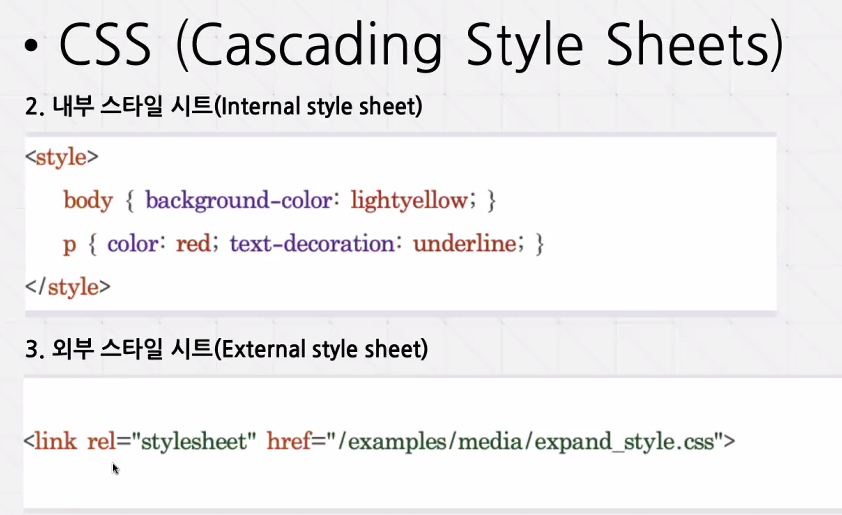 • CSS (Cascading Style Sheets)
2. 내부 스타일 시트(Internal style sheet)
<style>
body { background-color: lightyellow; }
p { color: red; text-decoration: underline; }
</style>
3. 외부 스타일 시트(External style sheet)
<link rel="stylesheet" href="/examples/media/expand_style.css">